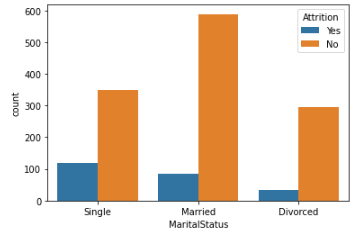 600
500
400
300
200
100
0
count
Single Married Divorced
MaritalStatus
Attrition
Yes
No